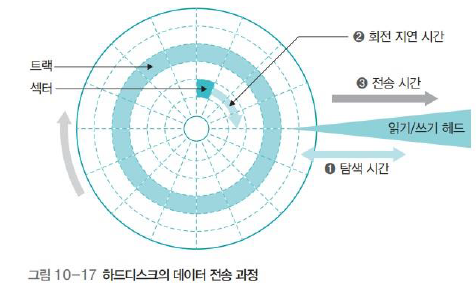 ❷ 회전 지연 시간
트랙
섹터
❸ 전송 시간
읽기/쓰기 헤드
❶ 탐색 시간
그림 10-17 하드디스크의 데이터 전송 과정